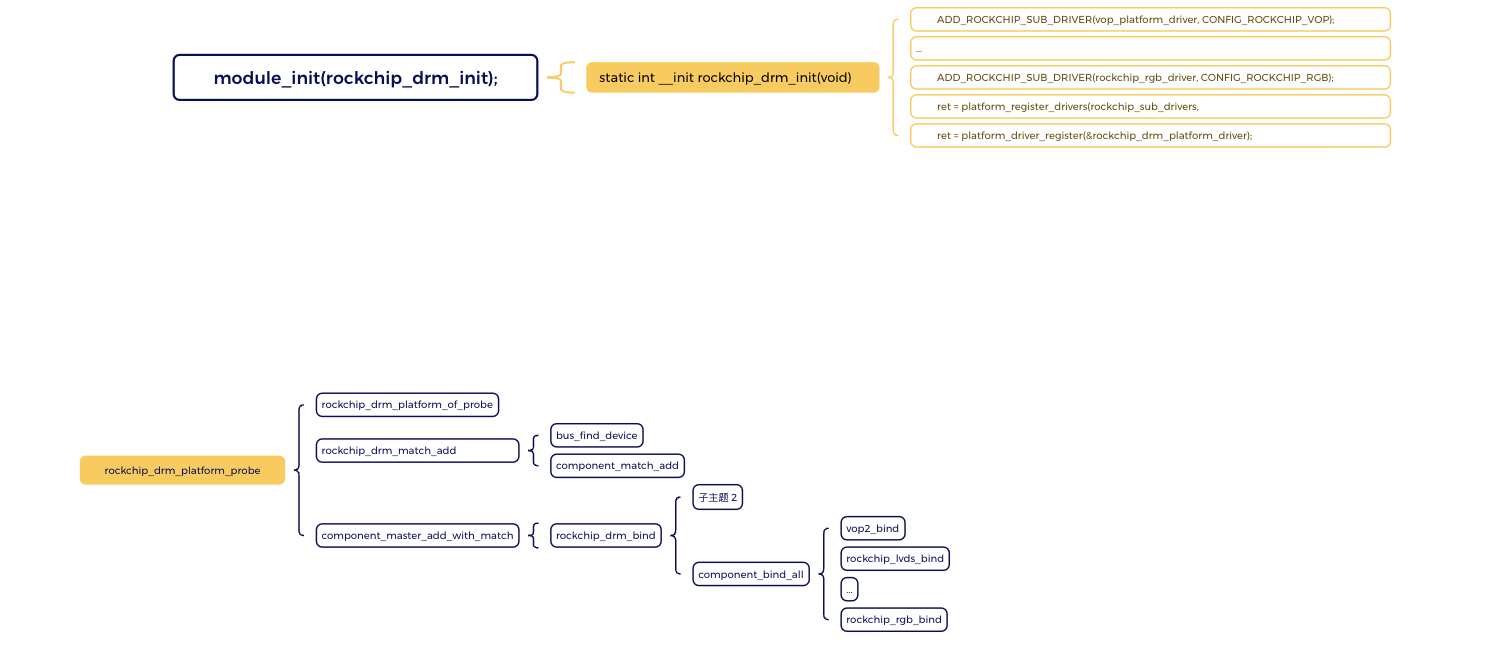 module_init(rockchip_drm_init);
static int __init rockchip_drm_init(void)
ADD_ROCKCHIP_SUB_DRIVER(vop_platform_driver, CONFIG_ROCKCHIP_VOP);
...
ADD_ROCKCHIP_SUB_DRIVER(rockchip_rgb_driver, CONFIG_ROCKCHIP_RGB);
ret = platform_register_drivers(rockchip_sub_drivers,
ret = platform_driver_register(&rockchip_drm_platform_driver);
rockchip_drm_platform_probe
rockchip_drm_platform_of_probe
rockchip_drm_match_add
bus_find_device
component_match_add
component_master_add_with_match
rockchip_drm_bind
子主题 2
component_bind_all
vop2_bind
rockchip_lvds_bind
...
rockchip_rgb_bind